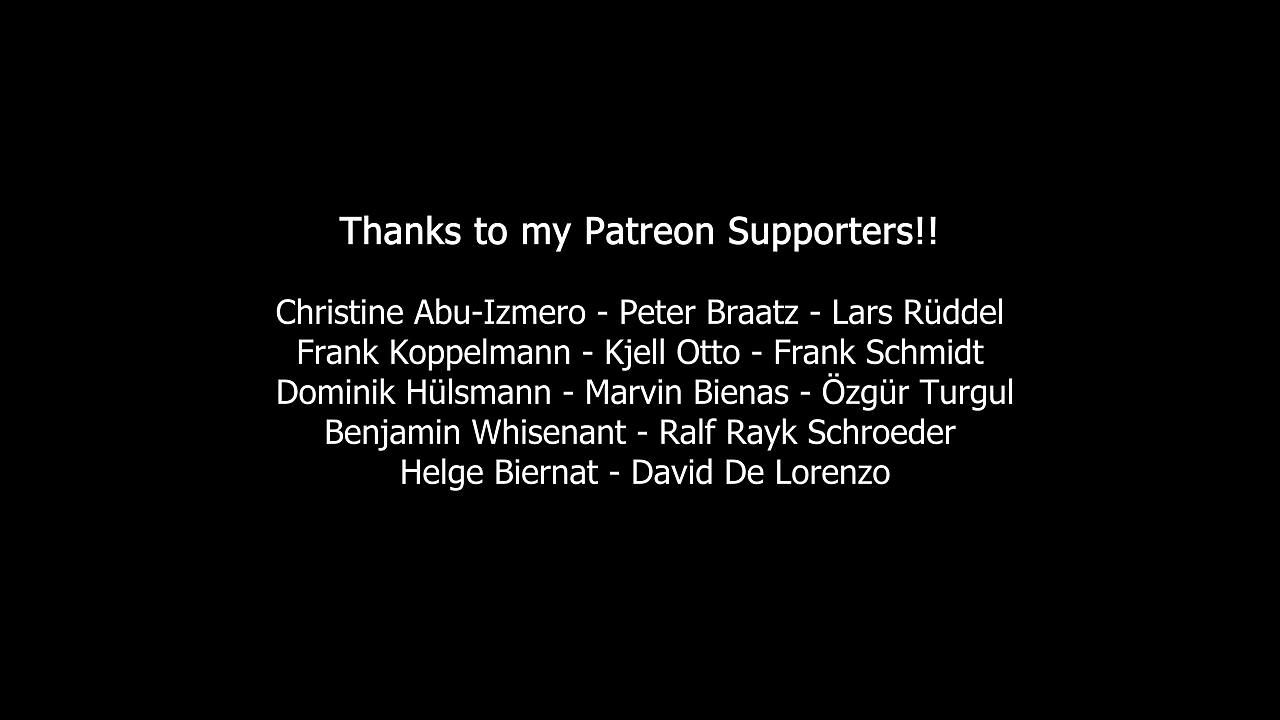 Thanks to my Patreon Supporters!!
Christine Abu-Izmero - Peter Braatz - Lars Rüddel
Frank Koppelmann - Kjell Otto - Frank Schmidt
Dominik Hülsmann - Marvin Bienas - Özgür Turgul
Benjamin Whisenant - Ralf Rayk Schroeder
Helge Biernat - David De Lorenzo